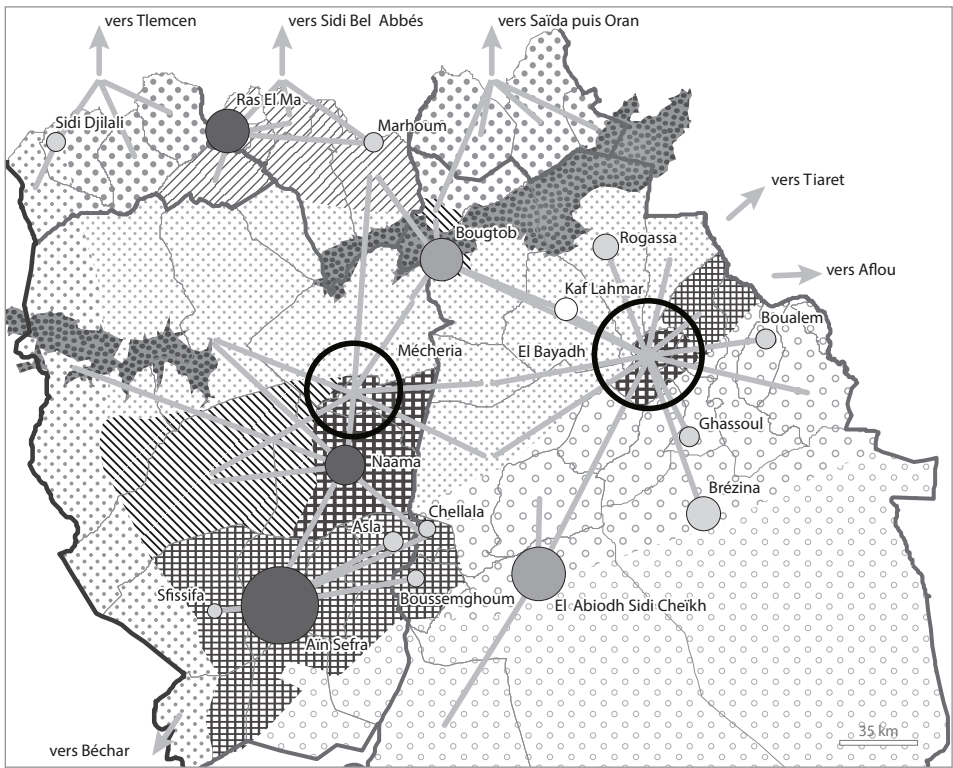 vers Tlemcen
vers Sidi Bel Abbés
vers Saïda puis Oran
Ras El Ma
Sidi Djilali
Marhoum
vers Tiaret
Bougtob
Rogassa
vers Aflou
Kaf Lahmar
Boualem
Mécheria
El Bayadh
Ghassoul
Naama
Brézina
Chellala
Asla
Sfissifa
Boussemghoum
El Abiodh Sidi Cheïkh
Aïn Sefra
35 km
vers Béchar